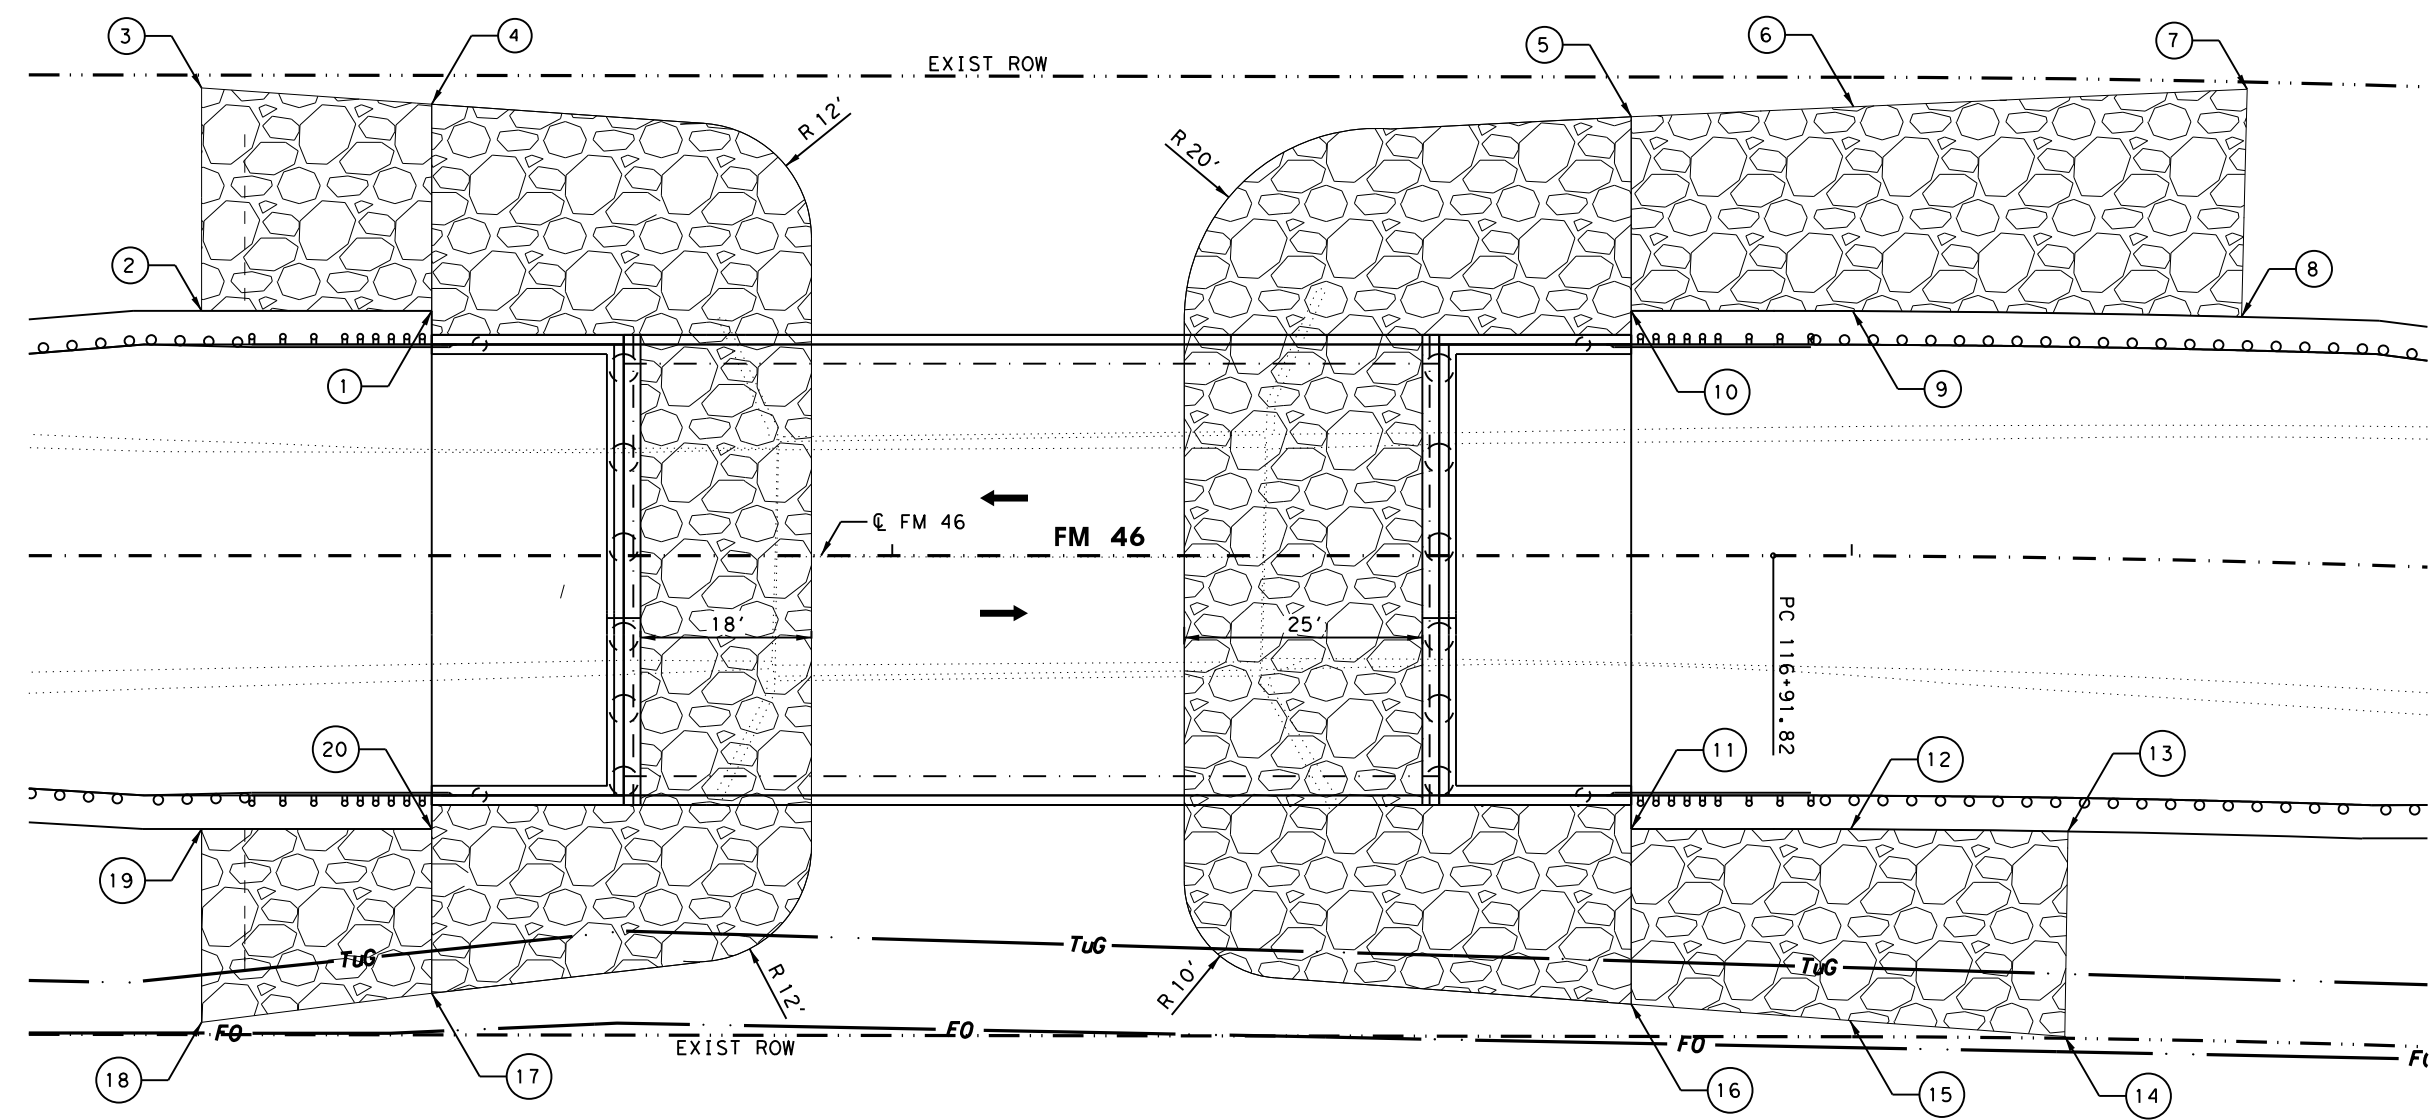 3
4
5
6
7
EXIST ROW
R 12'
R 20'
2
8
1
10
9
℄ FM 46
FM 46
18'
25'
PC 116+91.82
20
11
12
13
19
TuG
TuG
TuG
R 12'
R 10'
FO
FO
FO
FO
EXIST ROW
18
17
16
15
14